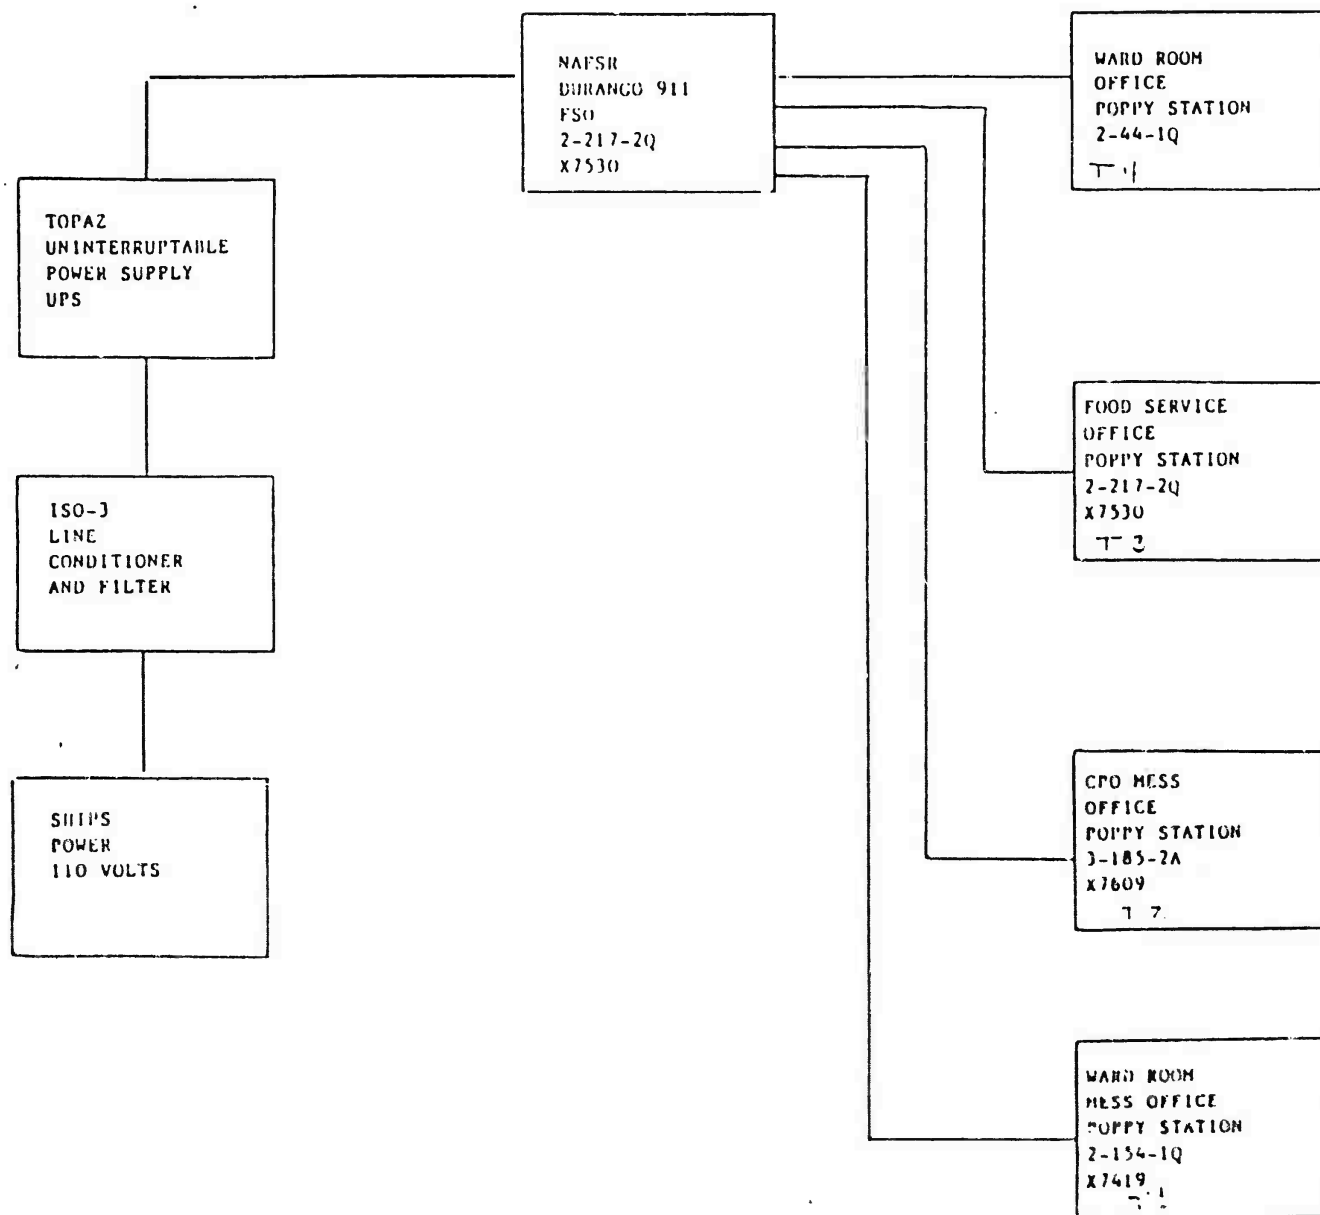 NAFSR
DURANGO 911
FSO
2-217-2Q
X7530
WARD ROOM
OFFICE
POPPY STATION
2-44-1Q
T 4
TOPAZ
UNINTERRUPTABLE
POWER SUPPLY
UPS
FOOD SERVICE
OFFICE
POPPY STATION
2-217-2Q
X7530
T 3
ISO-3
LINE
CONDITIONER
AND FILTER
SHIPS
POWER
110 VOLTS
CPO MESS
OFFICE
POPPY STATION
3-185-2A
X7609
T 2
WARD ROOM
MESS OFFICE
POPPY STATION
2-154-1Q
X7419